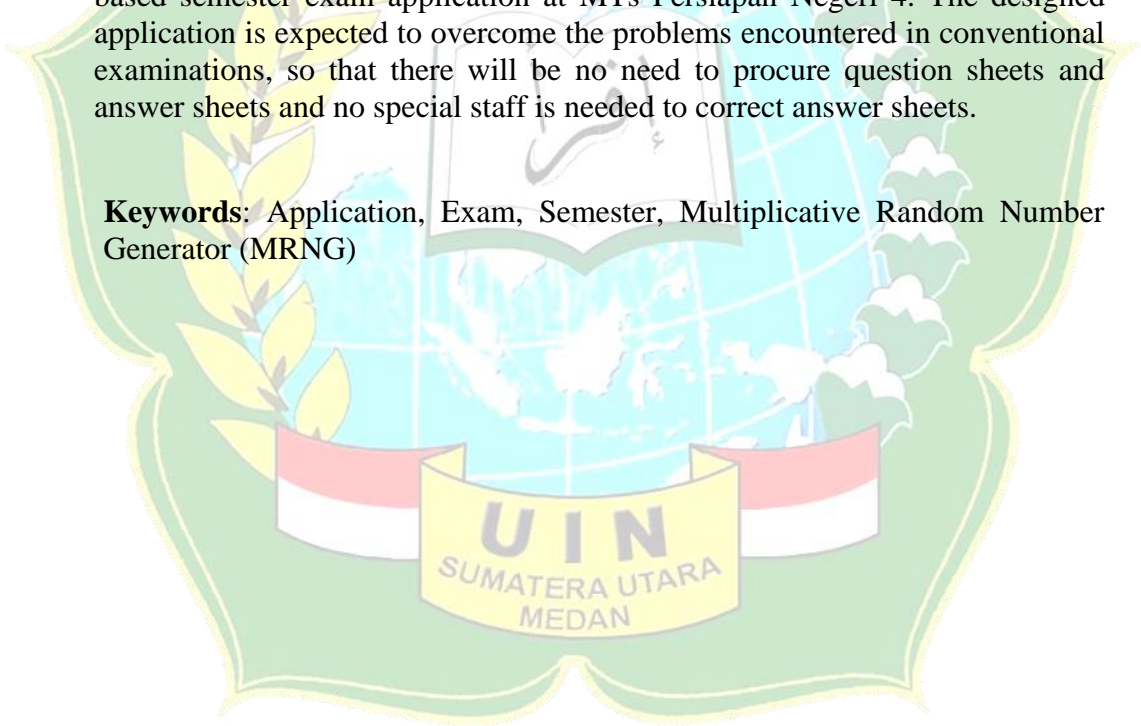 based semester exam application at MTs Persiapan Negeri 4. The designed
application is expected to overcome the problems encountered in conventional
examinations, so that there will be no need to procure question sheets and
answer sheets and no special staff is needed to correct answer sheets.
إقرأ
Keywords: Application, Exam, Semester, Multiplicative Random Number
Generator (MRNG)
UIN
SUMATERA UTARA
MEDAN